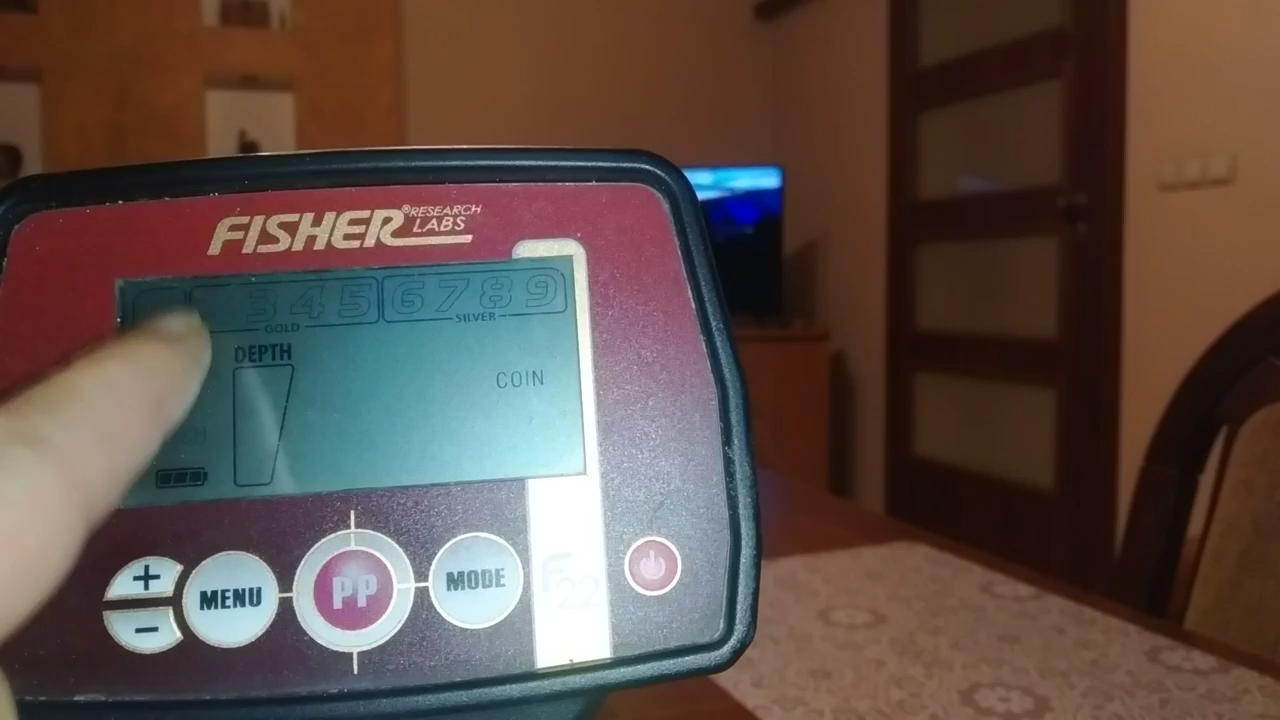 FISHER® RESEARCH LABS
3 4 5 6 7 8 9
GOLD SILVER
DEPTH
COIN
+
MENU PP MODE F22
−